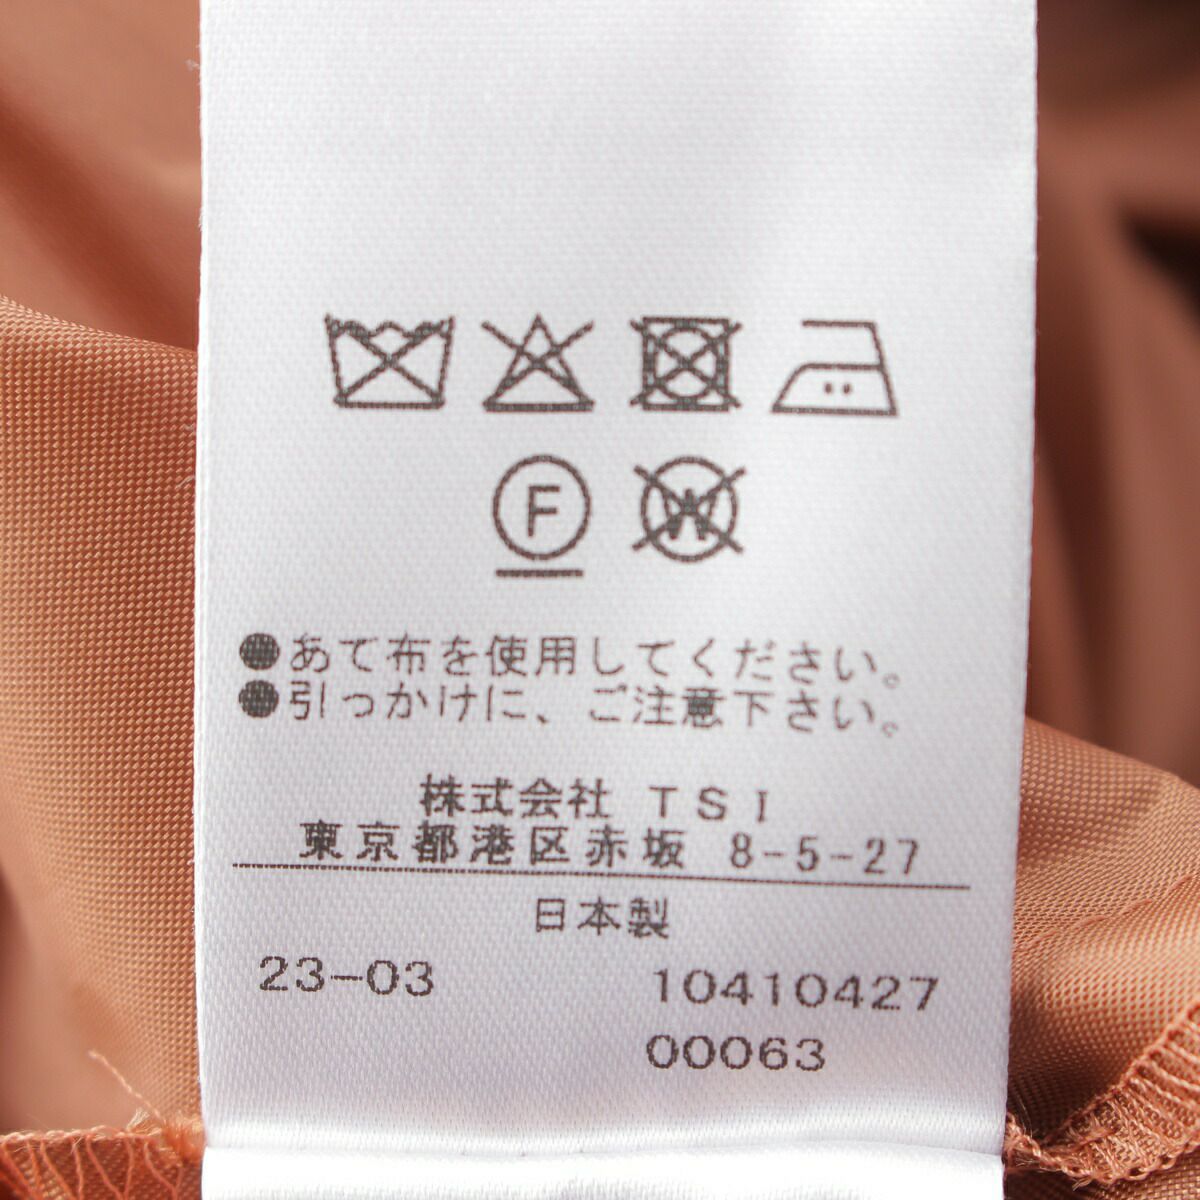 F W
●あて布を使用してください。
●引っかけに、ご注意下さい。
株式会社 TSI
東京都港区赤坂 8-5-27
日本製
23-03 10410427
00063